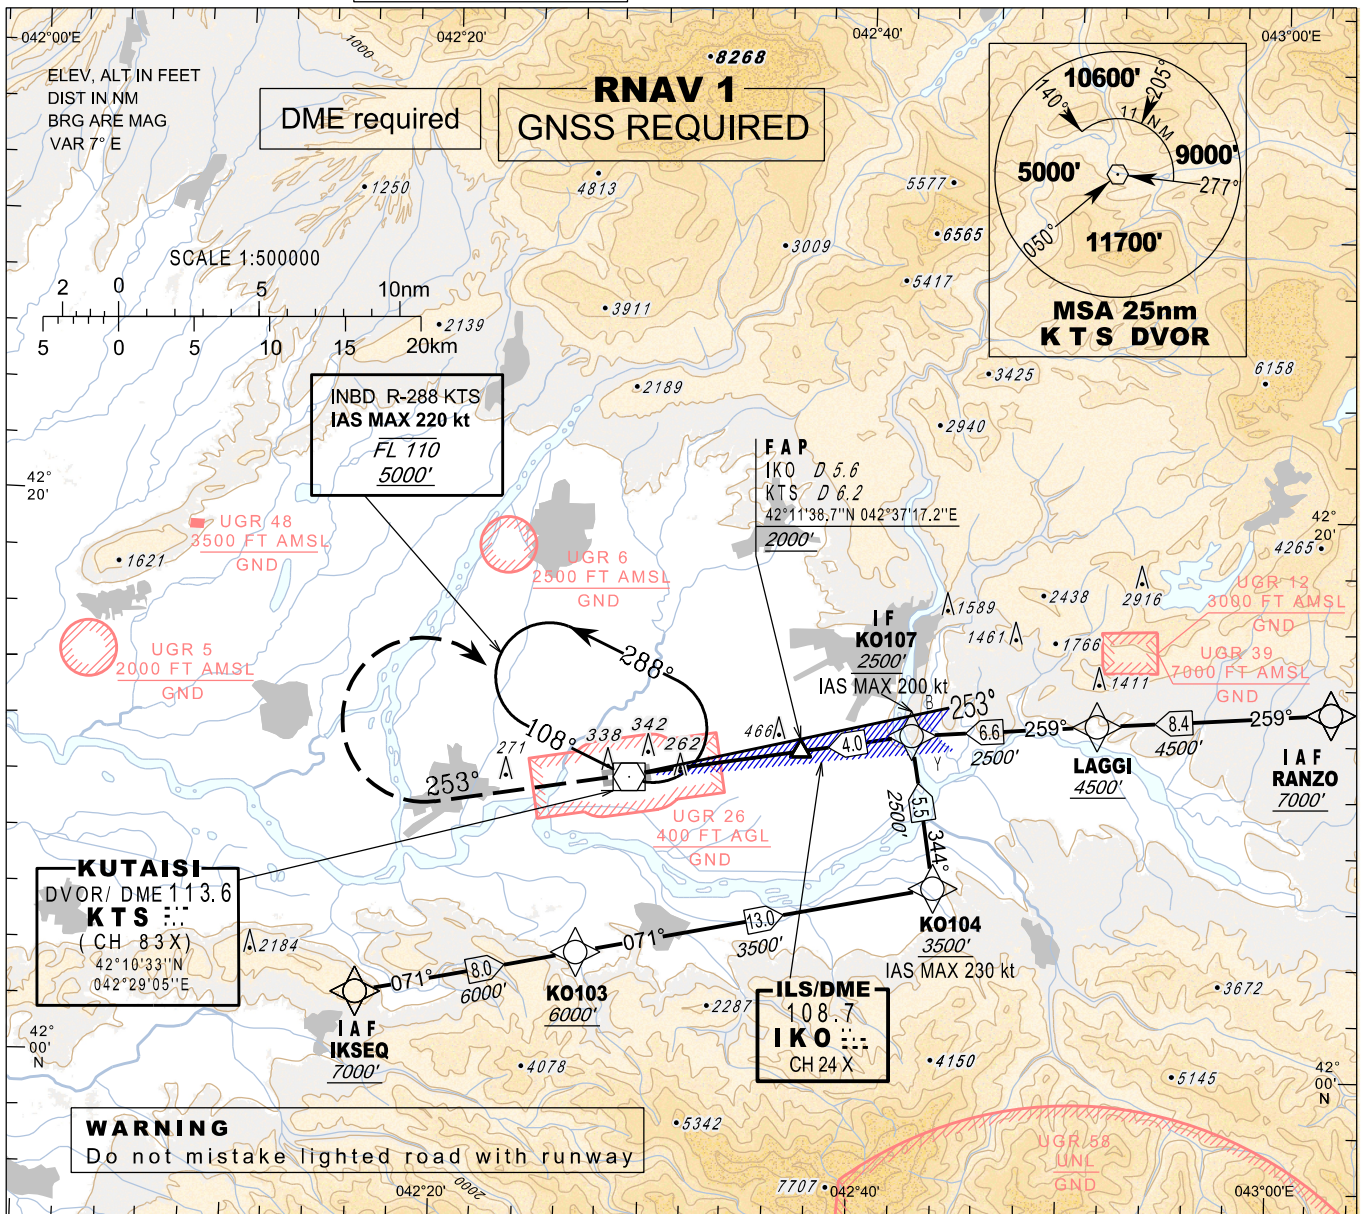 042°00'E
042°20'
042°40'
043°00'E
ELEV, ALT IN FEET
DIST IN NM
BRG ARE MAG
VAR 7° E
1000
DME required
RNAV 1
GNSS REQUIRED
8268
10600'
140°
205°
11 NM
5000'
9000'
277°
050°
11700'
MSA 25nm
KTS DVOR
1250
4813
5577
6565
3009
5417
3911
2139
SCALE 1:500000
2 0 5 10nm
5 0 5 10 15 20km
2189
3425
6158
2940
INBD R-288 KTS
IAS MAX 220 kt
FL 110
5000'
FAP
IKO D 5.6
KTS D 6.2
42°11'38.7''N 042°37'17.2''E
2000'
42°
20'
42°
20'
4265
UGR 48
3500 FT AMSL
GND
1621
UGR 6
2500 FT AMSL
GND
UGR 5
2000 FT AMSL
GND
UGR 12
3000 FT AMSL
GND
UGR 39
7000 FT AMSL
GND
2916
2438
1589
1461
1766
1411
IF
KO107
2500'
IAS MAX 200 kt
288°
108°
253°
271
338
342
262
466
4.0
B
253°
Y
6.6
2500'
259°
LAGGI
4500'
8.4
4500'
259°
IAF
RANZO
7000'
UGR 26
400 FT AGL
GND
5.5
2500'
344°
KO104
3500'
IAS MAX 230 kt
KUTAISI
DVOR/ DME 113.6
KTS
(CH 83X)
42°10'33''N
042°29'05''E
2184
071°
8.0
6000'
IAF
IKSEQ
7000'
KO103
6000'
071°
13.0
3500'
ILS/DME
108.7
IKO
CH 24 X
2287
3672
4078
4150
5145
42°
00'
N
42°
00'
N
WARNING
Do not mistake lighted road with runway
5342
7707
UGR 58
UNL
GND
042°20'
2000
042°40'
043°00'E